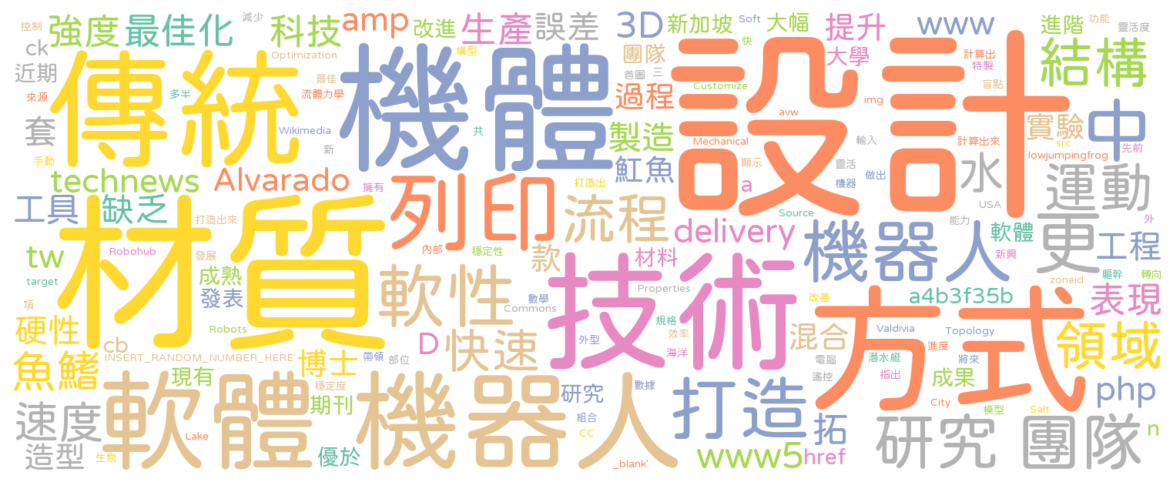 控制 減少 amp 改進 生產 誤差 3D 新加坡 Soft 大幅 提升 www 進階 功能 靈活度
強度 最佳化 科技 Optimization 模型 團隊 快 大學 計算出 結構
ck 傳統 機體 首圖 三 設計 特製
近期 最佳 過程 Customize 盲點
來源 多半 流體力學 avw img 實驗 中
套 Wikimedia 新 共 製造 Mechanical 輸入 src 先前
手動 魟魚 顯示 靈活 計算出來 lowjumpingfrog
technews Alvarado 擁有 打造出 a 機器 做出 水 運動
工具 缺乏 材質 列印 流程 Source USA 外
打造出來 delivery 能力 更 軟體 工程
tw Robohub 內部 穩定性 款 材料 機器人 新興
target 發展 成熟 軟性 技術 Properties zoneid 軀幹 轉向
項 發表 數學 Commons 規格 改善 a4b3f35b 表現
硬性 Robots 外型 效率 混合 Valdivia Topology
cb INSERT_RANDOM_NUMBER_HERE' D 快速 海洋 方式 領域
魚鰭 博士 帶領 部位 電腦 潛水艇 進度 將來
現有 穩定度 研究 數據 打造 遙控 指出 成果 php
速度 軟體機器人 期刊 組合 拓 City 模型 Salt
造型 生物 Lake 優於 CC _blank' www5 href 研究團隊 n